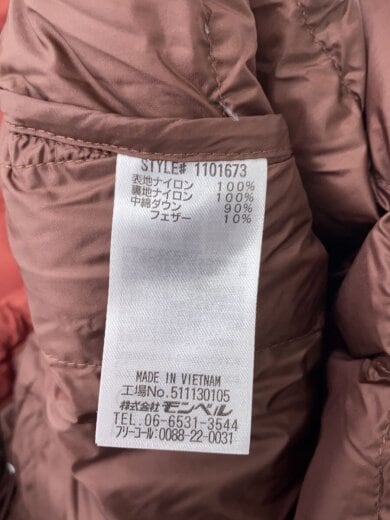 STYLE# 1101673
表地ナイロン 100%
裏地ナイロン 100%
中綿ダウン 90%
フェザー 10%
MADE IN VIETNAM
工場No.511130105
株式会社モンベル
TEL.06-6531-3544
フリーコール:0088-22-0031